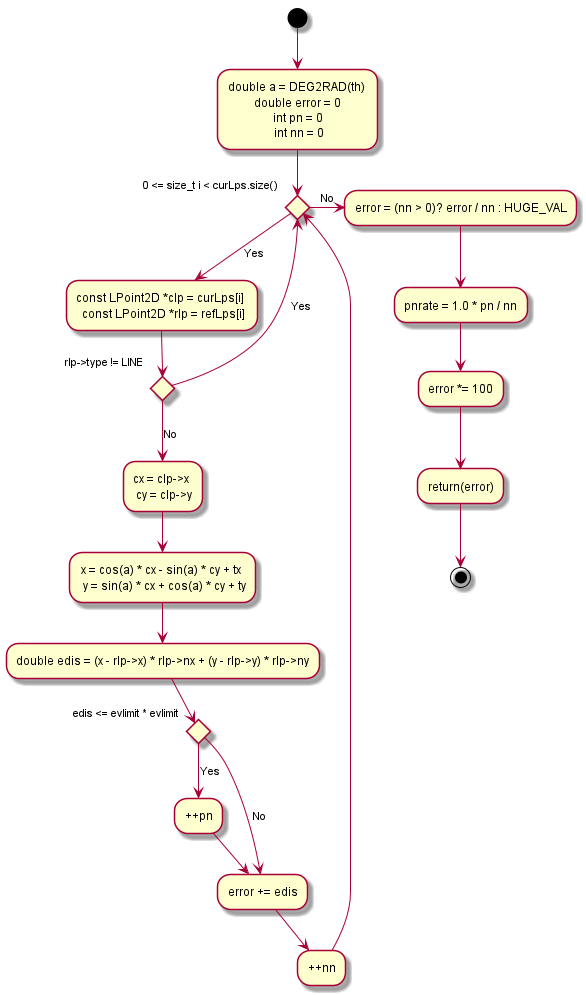 double a = DEG2RAD(th)
double error = 0
int pn = 0
int nn = 0
0 <= size_t i < curLps.size()
No
error = (nn > 0)? error / nn : HUGE_VAL
Yes
const LPoint2D *clp = curLps[i]
const LPoint2D *rlp = refLps[i]
pnrate = 1.0 * pn / nn
Yes
rlp->type != LINE
error *= 100
No
cx = clp->x
cy = clp->y
return(error)
x = cos(a) * cx - sin(a) * cy + tx
y = sin(a) * cx + cos(a) * cy + ty
double edis = (x - rlp->x) * rlp->nx + (y - rlp->y) * rlp->ny
edis <= evlimit * evlimit
Yes
++pn
No
error += edis
++nn